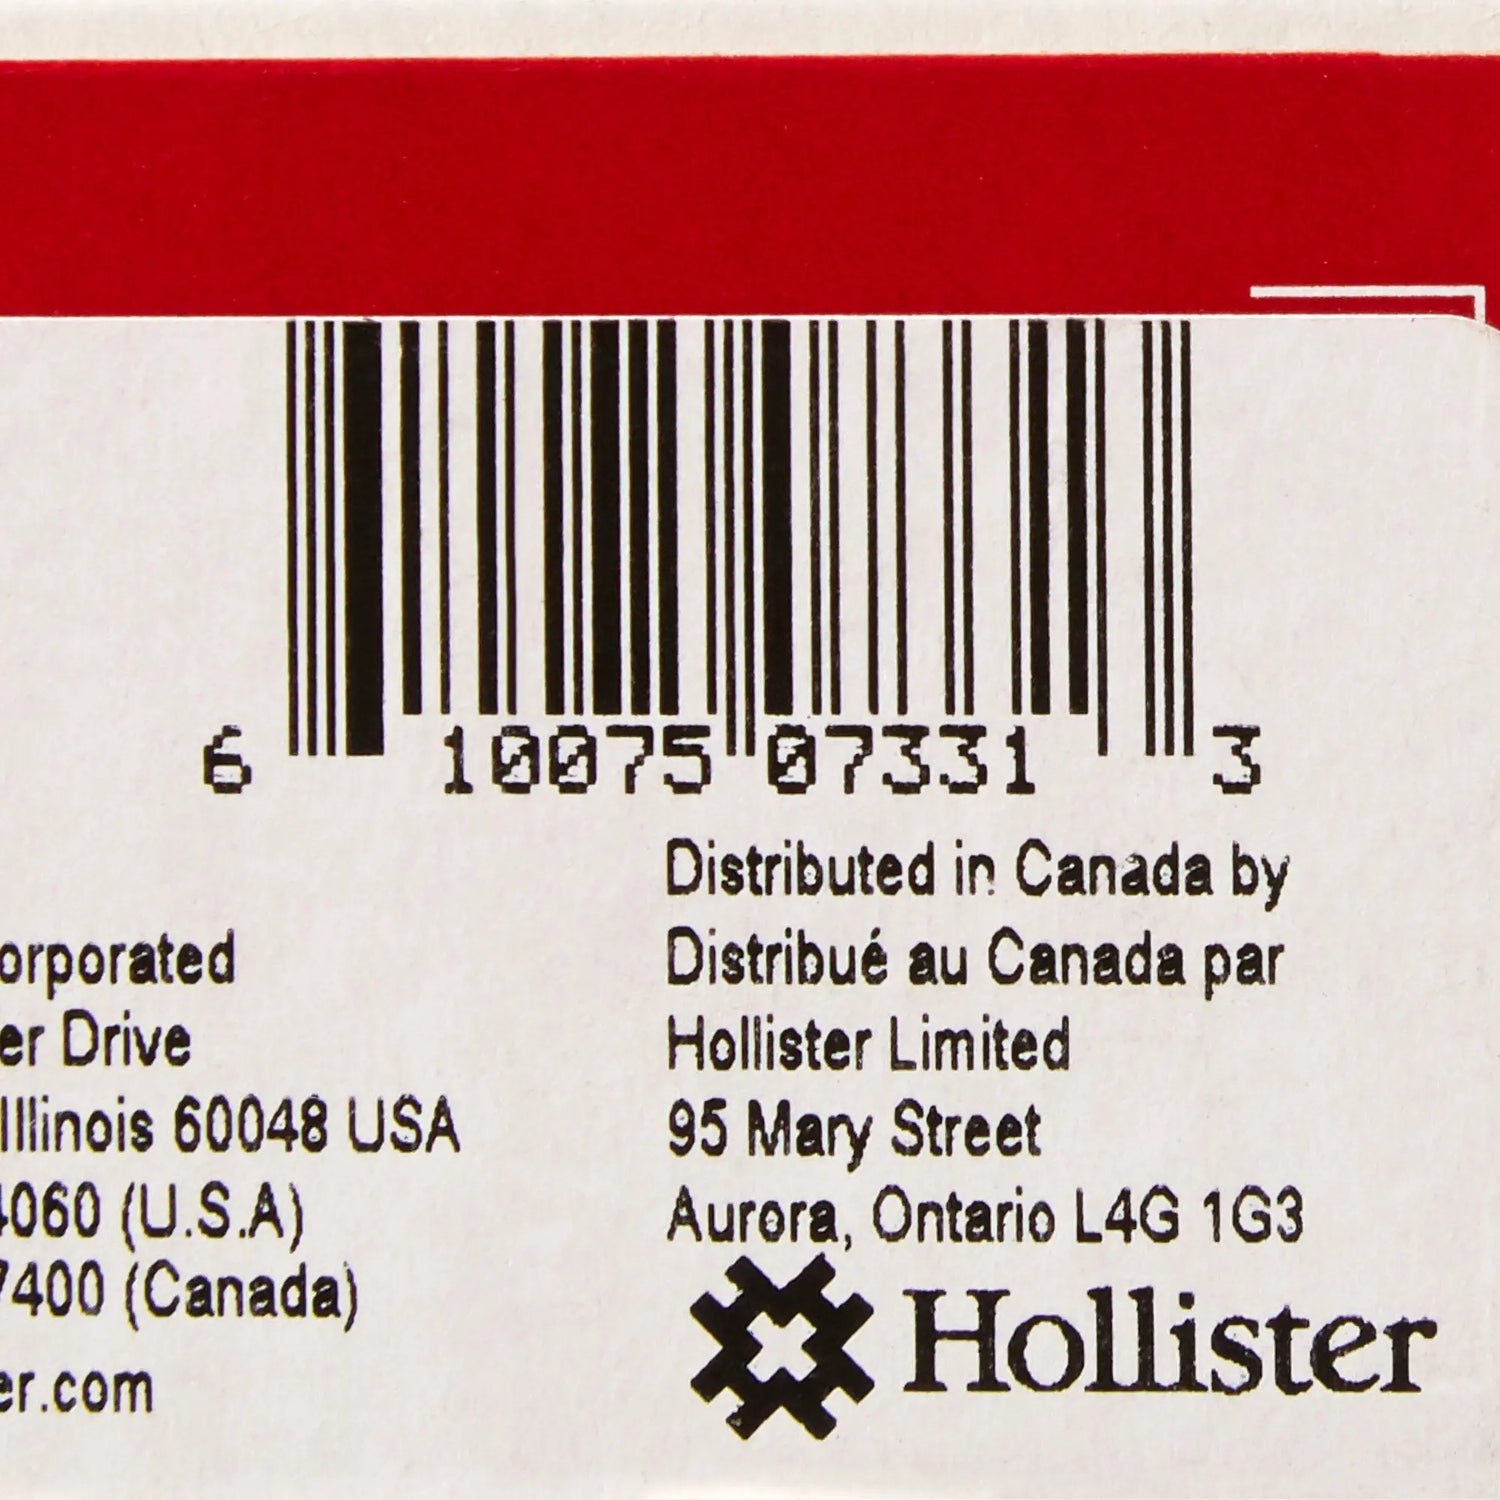 6 10075 07331 3
orporated
er Drive
Illinois 60048 USA
4060 (U.S.A)
7400 (Canada)
er.com
Distributed in Canada by
Distribué au Canada par
Hollister Limited
95 Mary Street
Aurora, Ontario L4G 1G3
Hollister